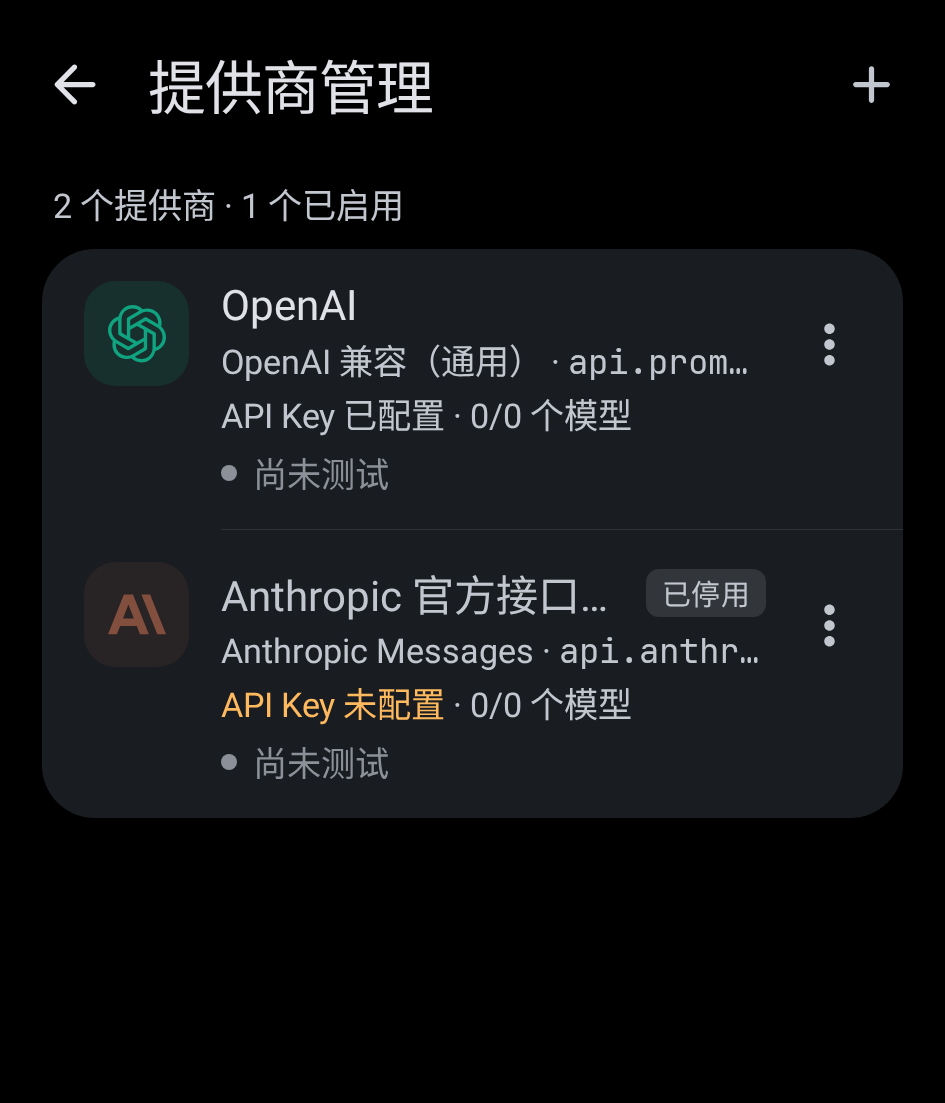 提供商管理
2 个提供商 · 1 个已启用
OpenAI
OpenAI 兼容（通用） · api.prom…
API Key 已配置 · 0/0 个模型
尚未测试
Anthropic 官方接口… 已停用
Anthropic Messages · api.anthr…
API Key 未配置 · 0/0 个模型
尚未测试